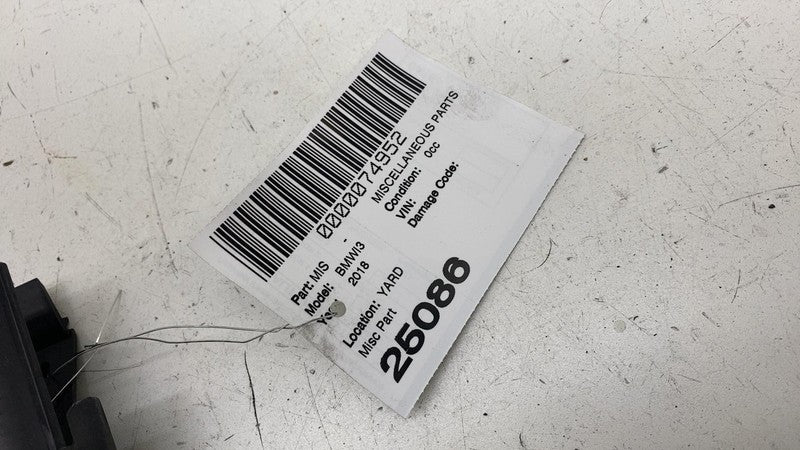 0000074952
Part: MIS - MISCELLANEOUS PARTS
Model: BMWI3 Condition: 0cc
2018 VIN:
Damage Code:
Location: YARD
Misc Part
25086